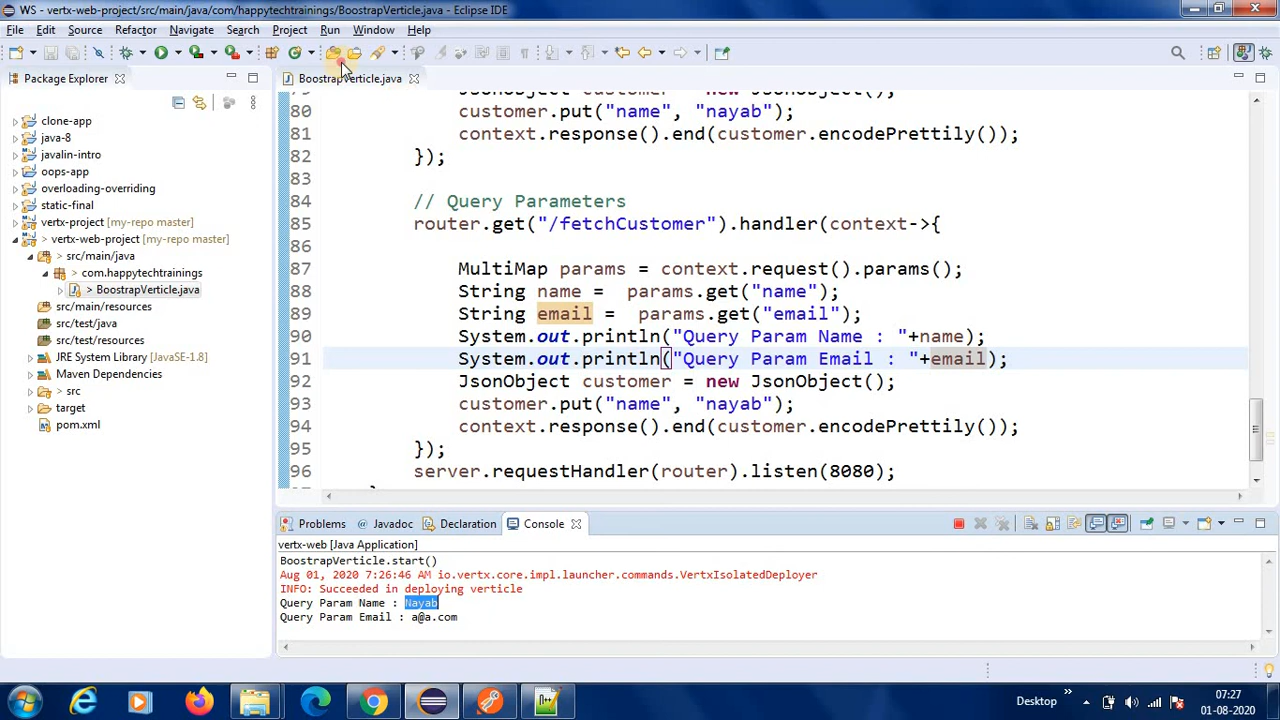 WS - vertx-web-project/src/main/java/com/happytechtrainings/BoostrapVerticle.java - Eclipse IDE
File Edit Source Refactor Navigate Search Project Run Window Help
Package Explorer
BoostrapVerticle.java
clone-app
java-8
javalin-intro
oops-app
overloading-overriding
static-final
vertx-project [my-repo master]
> vertx-web-project [my-repo master]
> src/main/java
> com.happytechtrainings
> BoostrapVerticle.java
src/main/resources
src/test/java
src/test/resources
JRE System Library [JavaSE-1.8]
Maven Dependencies
> src
target
pom.xml
79 JsonObject customer = new JsonObject();
80 customer.put("name", "nayab");
81 context.response().end(customer.encodePrettily());
82 });
83
84 // Query Parameters
85 router.get("/fetchCustomer").handler(context->{
86
87 MultiMap params = context.request().params();
88 String name =  params.get("name");
89 String email =  params.get("email");
90 System.out.println("Query Param Name : "+name);
91 System.out.println("Query Param Email : "+email);
92 JsonObject customer = new JsonObject();
93 customer.put("name", "nayab");
94 context.response().end(customer.encodePrettily());
95 });
96 server.requestHandler(router).listen(8080);
Problems @ Javadoc Declaration Console
vertx-web [Java Application]
BoostrapVerticle.start()
Aug 01, 2020 7:26:46 AM io.vertx.core.impl.launcher.commands.VertxIsolatedDeployer
INFO: Succeeded in deploying verticle
Query Param Name : Nayab
Query Param Email : a@a.com
Desktop »
07:27
01-08-2020